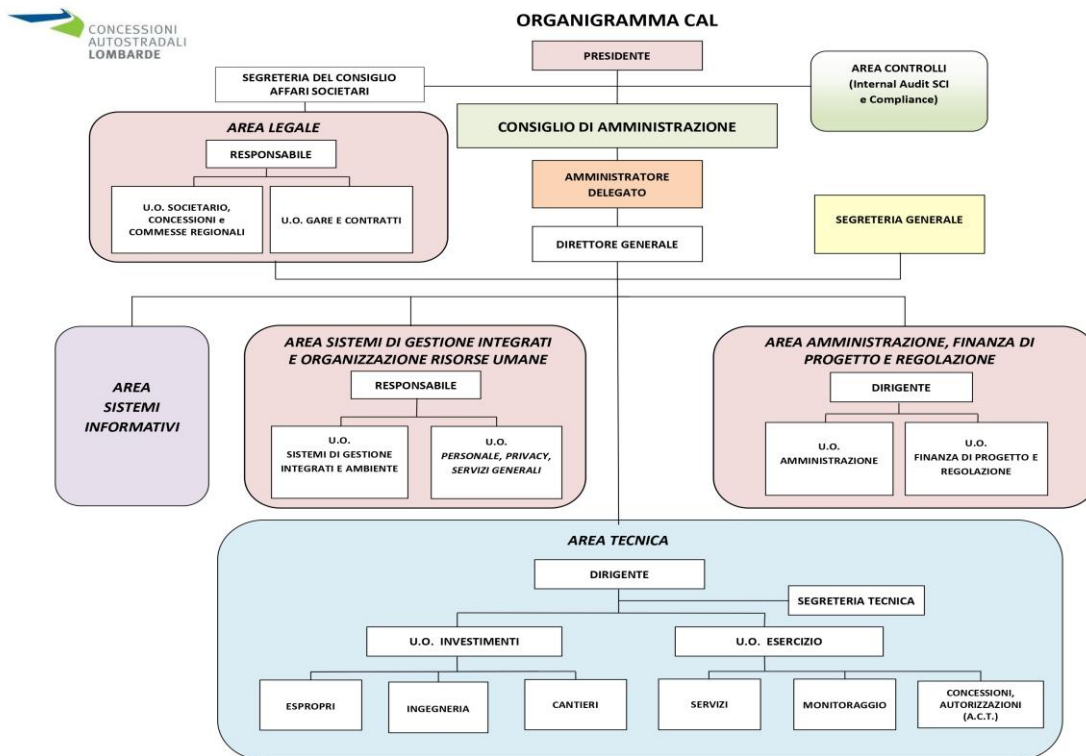 CONCESSIONI
AUTOSTRADALI
LOMBARDE
ORGANIGRAMMA CAL
PRESIDENTE
SEGRETERIA DEL CONSIGLIO
AFFARI SOCIETARI
AREA CONTROLLI
(Internal Audit SCI
e Compliance)
CONSIGLIO DI AMMINISTRAZIONE
AREA LEGALE
RESPONSABILE
U.O. SOCIETARIO,
CONCESSIONI e
COMMESSE REGIONALI
U.O. GARE E CONTRATTI
AMMINISTRATORE
DELEGATO
DIRETTORE GENERALE
SEGRETERIA GENERALE
AREA
SISTEMI
INFORMATIVI
AREA SISTEMI DI GESTIONE INTEGRATI
E ORGANIZZAZIONE RISORSE UMANE
RESPONSABILE
U.O.
SISTEMI DI GESTIONE
INTEGRATI E AMBIENTE
U.O.
PERSONALE, PRIVACY,
SERVIZI GENERALI
AREA AMMINISTRAZIONE, FINANZA DI
PROGETTO E REGOLAZIONE
DIRIGENTE
U.O.
AMMINISTRAZIONE
U.O.
FINANZA DI PROGETTO E
REGOLAZIONE
AREA TECNICA
DIRIGENTE
SEGRETERIA TECNICA
U.O. INVESTIMENTI
U.O. ESERCIZIO
ESPROPRI
INGEGNERIA
CANTIERI
SERVIZI
MONITORAGGIO
CONCESSIONI,
AUTORIZZAZIONI
(A.C.T.)